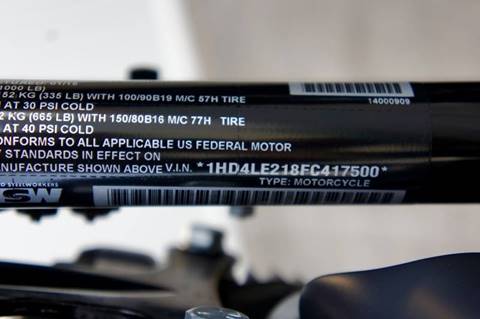 1000 LB)
52 KG (335 LB) WITH 100/90B19 M/C 57H TIRE
AT 30 PSI COLD
14000909
KG (665 LB) WITH 150/80B16 M/C 77H TIRE
AT 40 PSI COLD
ONFORMS TO ALL APPLICABLE US FEDERAL MOTOR
Y STANDARDS IN EFFECT ON
NUFACTURE SHOWN ABOVE V.I.N. *1HD4LE218FC417500*
TYPE: MOTORCYCLE
D STEELWORKERS